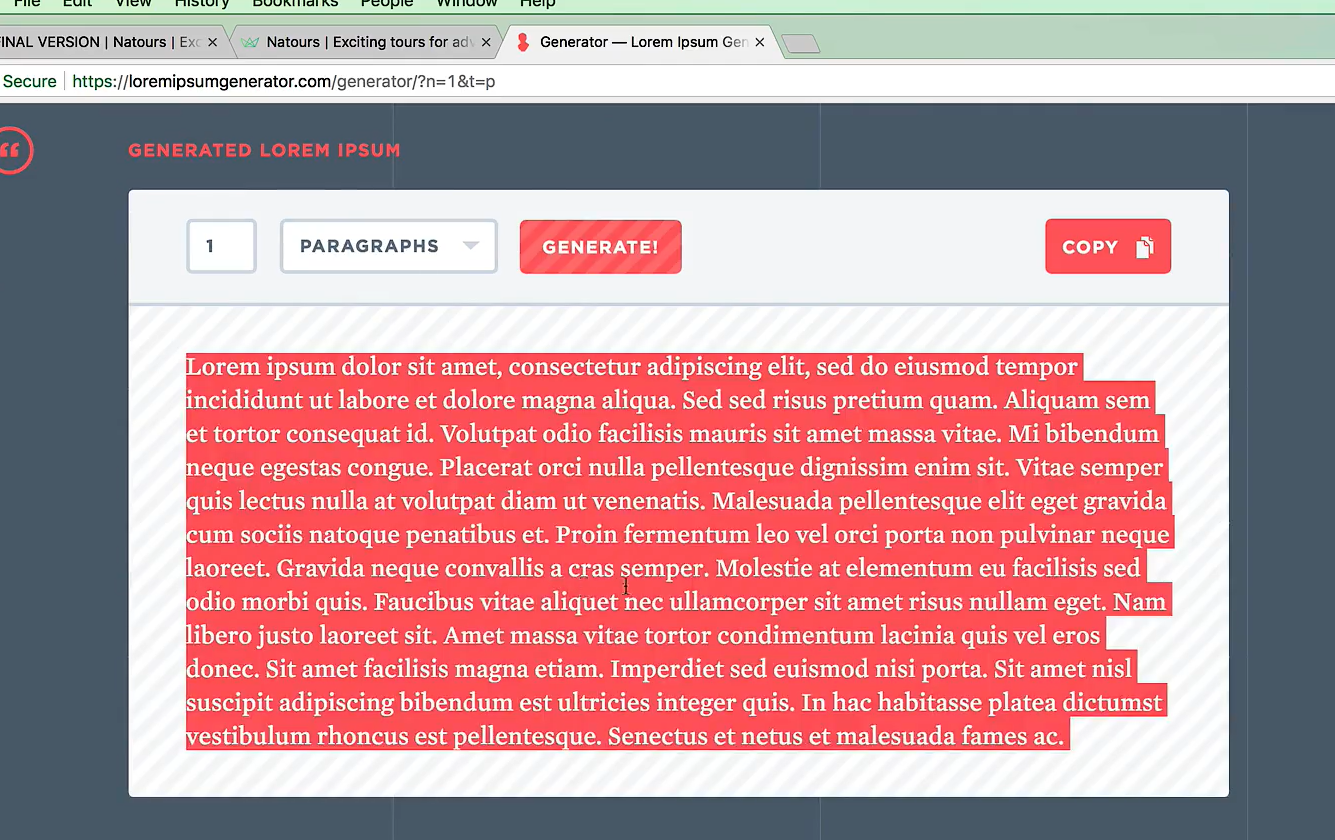 File Edit View History Bookmarks People Window Help
FINAL VERSION | Natours | Exc
Natours | Exciting tours for adv
Generator — Lorem Ipsum Gen
Secure https://loremipsumgenerator.com/generator/?n=1&t=p
GENERATED LOREM IPSUM
1 PARAGRAPHS GENERATE! COPY
Lorem ipsum dolor sit amet, consectetur adipiscing elit, sed do eiusmod tempor
incididunt ut labore et dolore magna aliqua. Sed sed risus pretium quam. Aliquam sem
et tortor consequat id. Volutpat odio facilisis mauris sit amet massa vitae. Mi bibendum
neque egestas congue. Placerat orci nulla pellentesque dignissim enim sit. Vitae semper
quis lectus nulla at volutpat diam ut venenatis. Malesuada pellentesque elit eget gravida
cum sociis natoque penatibus et. Proin fermentum leo vel orci porta non pulvinar neque
laoreet. Gravida neque convallis a cras semper. Molestie at elementum eu facilisis sed
odio morbi quis. Faucibus vitae aliquet nec ullamcorper sit amet risus nullam eget. Nam
libero justo laoreet sit. Amet massa vitae tortor condimentum lacinia quis vel eros
donec. Sit amet facilisis magna etiam. Imperdiet sed euismod nisi porta. Sit amet nisl
suscipit adipiscing bibendum est ultricies integer quis. In hac habitasse platea dictumst
vestibulum rhoncus est pellentesque. Senectus et netus et malesuada fames ac.